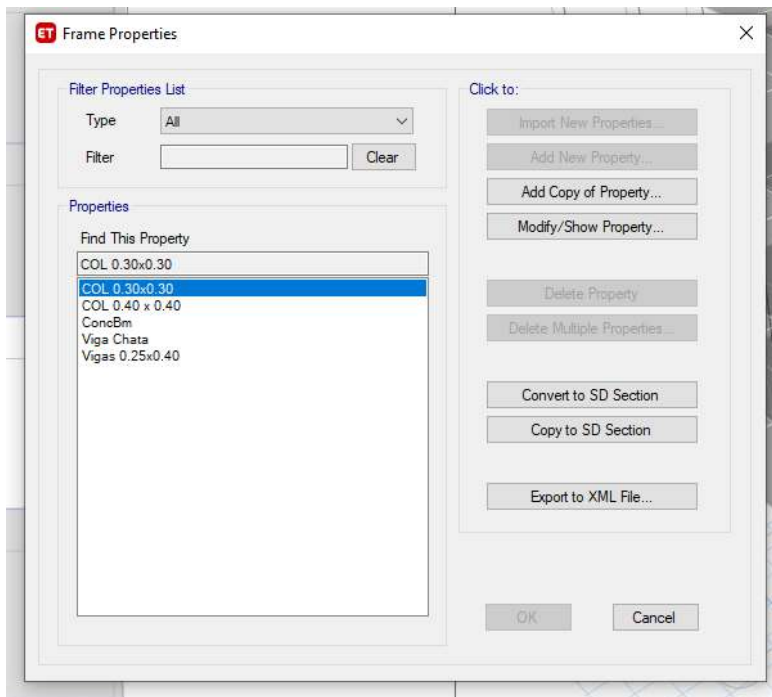 ET Frame Properties
Filter Properties List
Type All
Filter Clear
Properties
Find This Property
COL 0.30x0.30
COL 0.30x0.30
COL 0.40 x 0.40
ConcBm
Viga Chata
Vigas 0.25x0.40
Click to:
Import New Properties...
Add New Property...
Add Copy of Property...
Modify/Show Property...
Delete Property
Delete Multiple Properties...
Convert to SD Section
Copy to SD Section
Export to XML File...
OK Cancel